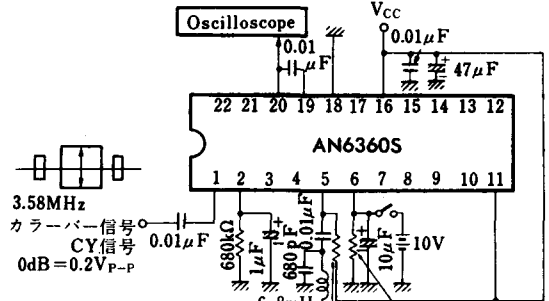 Oscilloscope
VCC
0.01
μF
0.01μF
47μF
22 21 20 19 18 17 16 15 14 13 12
AN6360S
1 2 3 4 5 6 7 8 9 10 11
3.58MHz
カラーバー信号
CY信号
0dB=0.2VP-P
0.01μF
680kΩ
1μF
680pF
0.01μF
10μF
10V